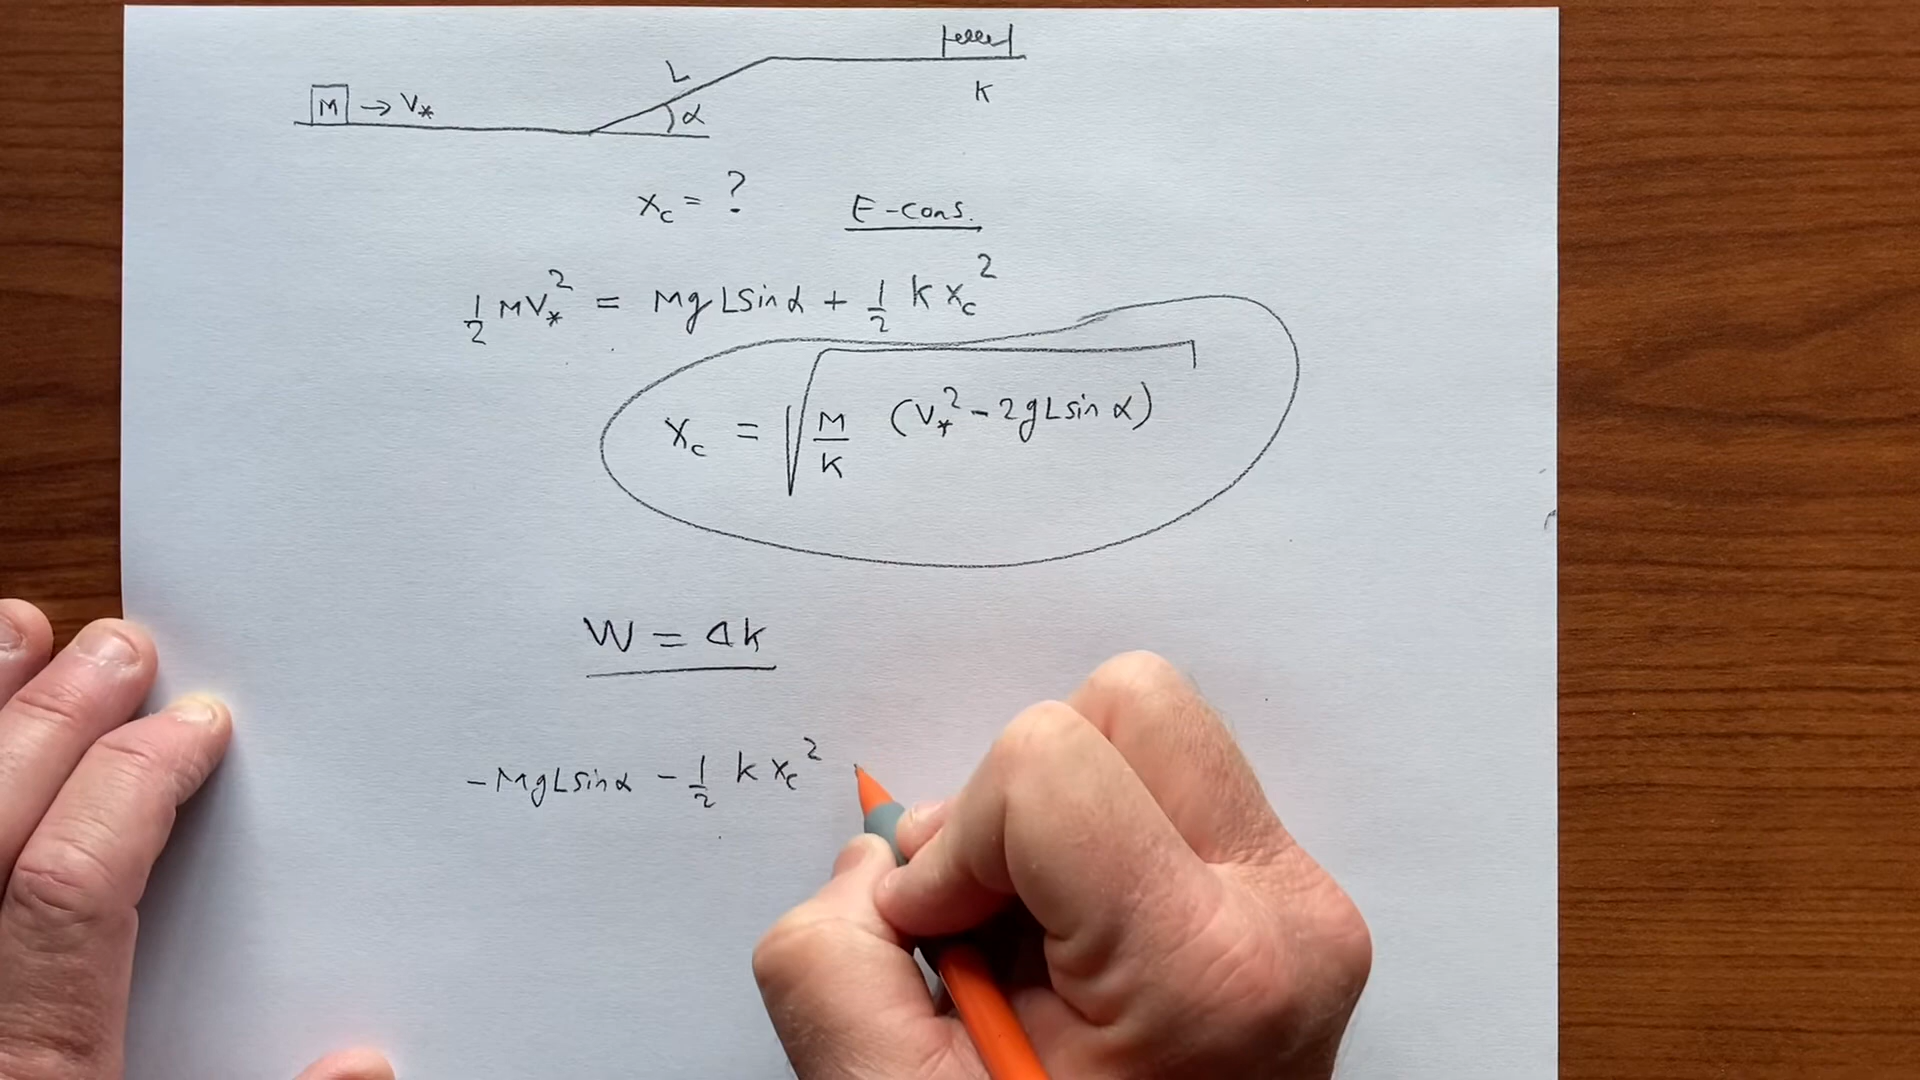 L
K
M → V*
α
x_c = ?
E-cons.
1/2 MV*² = MgLsinα + 1/2 K x_c²
x_c = √(M/K (V*² - 2gLsinα))
W = Δk
-MgLsinα - 1/2 k x_c²